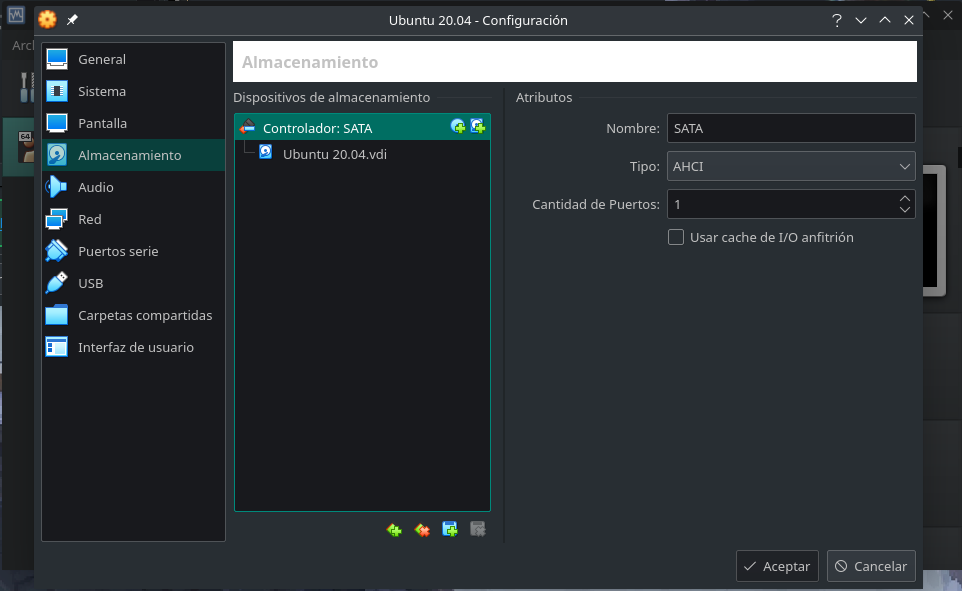 Ubuntu 20.04 - Configuración
Arc
64
General
Sistema
Pantalla
Almacenamiento
Audio
Red
Puertos serie
USB
Carpetas compartidas
Interfaz de usuario
Almacenamiento
Dispositivos de almacenamiento
Controlador: SATA
Ubuntu 20.04.vdi
Atributos
Nombre: SATA
Tipo: AHCI
Cantidad de Puertos: 1
Usar cache de I/O anfitrión
Aceptar
Cancelar